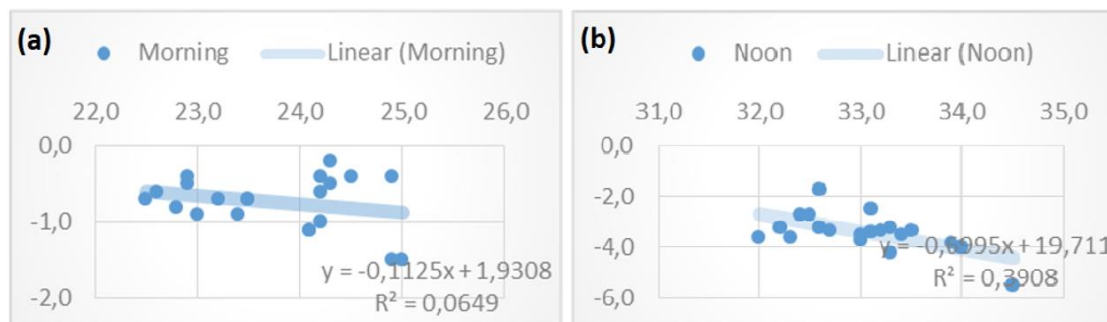 (a)
Morning Linear (Morning)
22,0 23,0 24,0 25,0 26,0
0,0
-1,0
-2,0
y = -0,1125x + 1,9308
R² = 0,0649
(b)
Noon Linear (Noon)
31,0 32,0 33,0 34,0 35,0
0,0
-2,0
-4,0
-6,0
y = -0,6995x + 19,711
R² = 0,3908